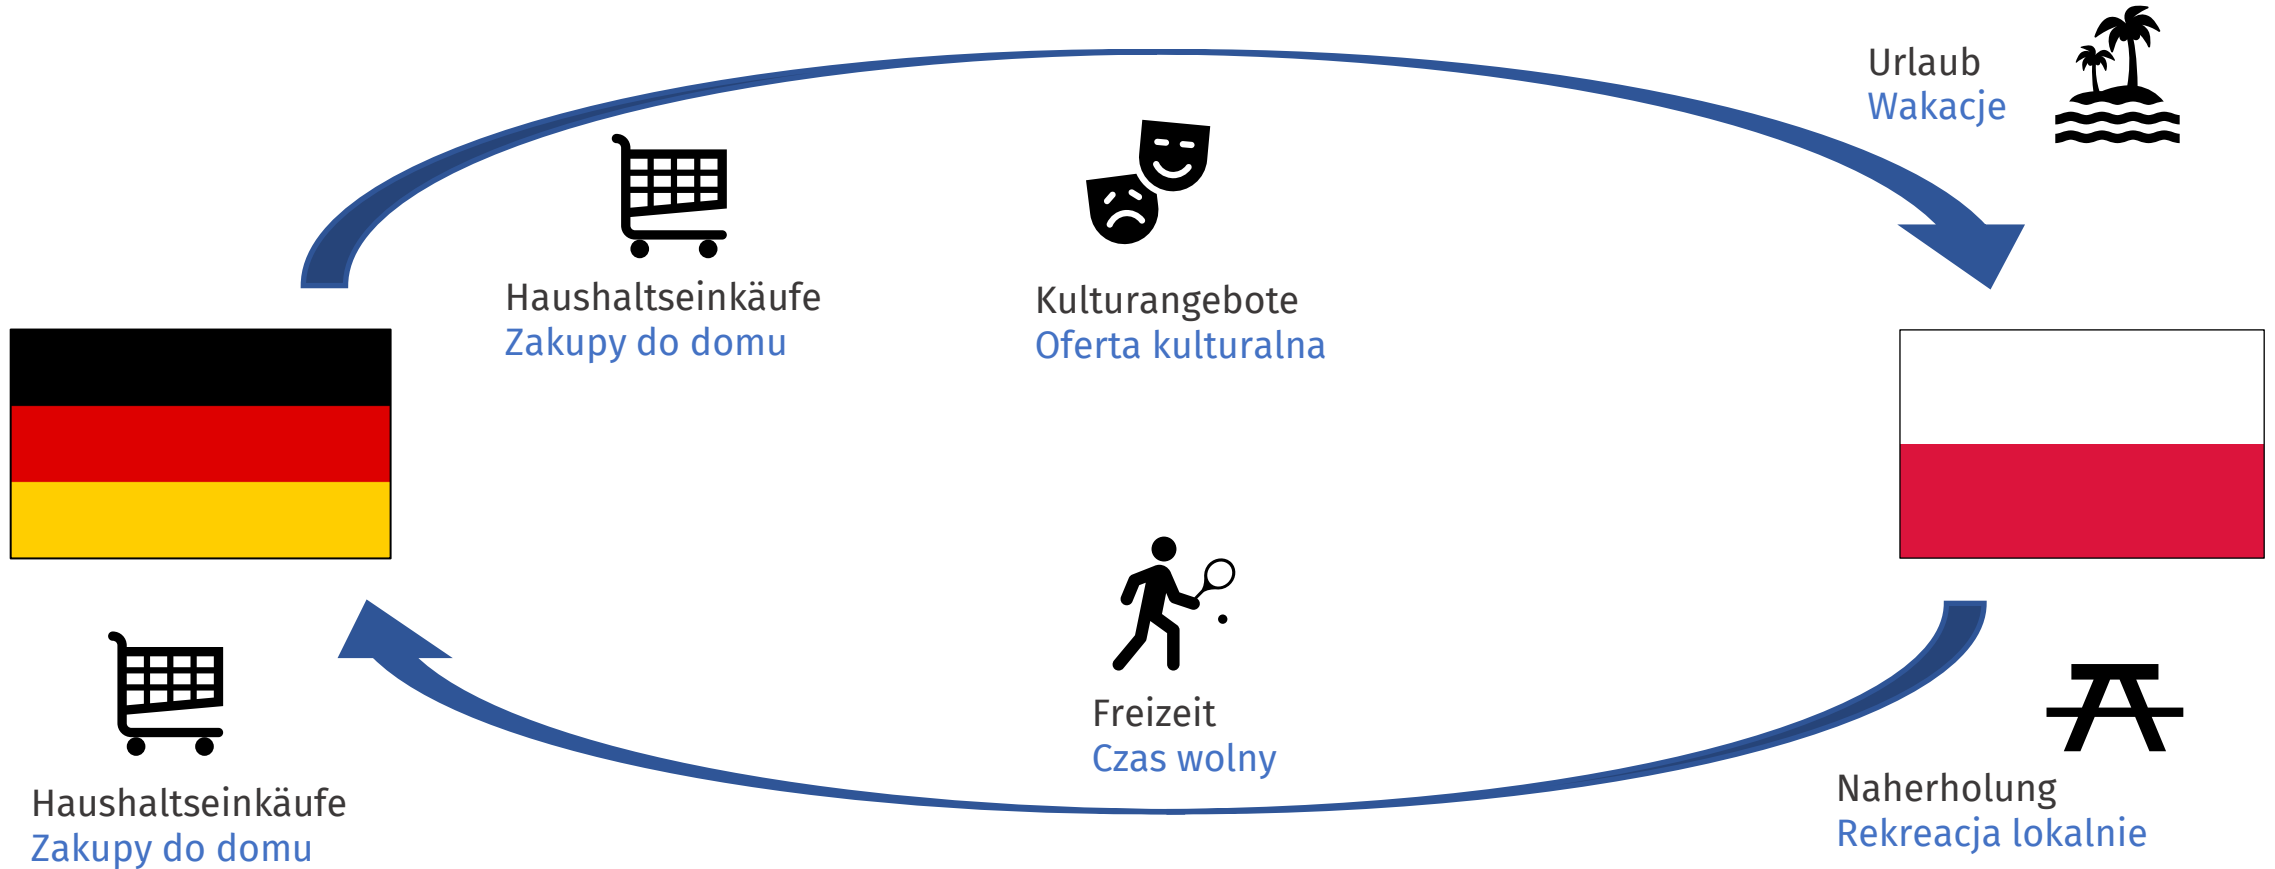 Urlaub
Wakacje
Haushaltseinkäufe
Zakupy do domu
Kulturangebote
Oferta kulturalna
Freizeit
Czas wolny
Haushaltseinkäufe
Zakupy do domu
Naherholung
Rekreacja lokalnie